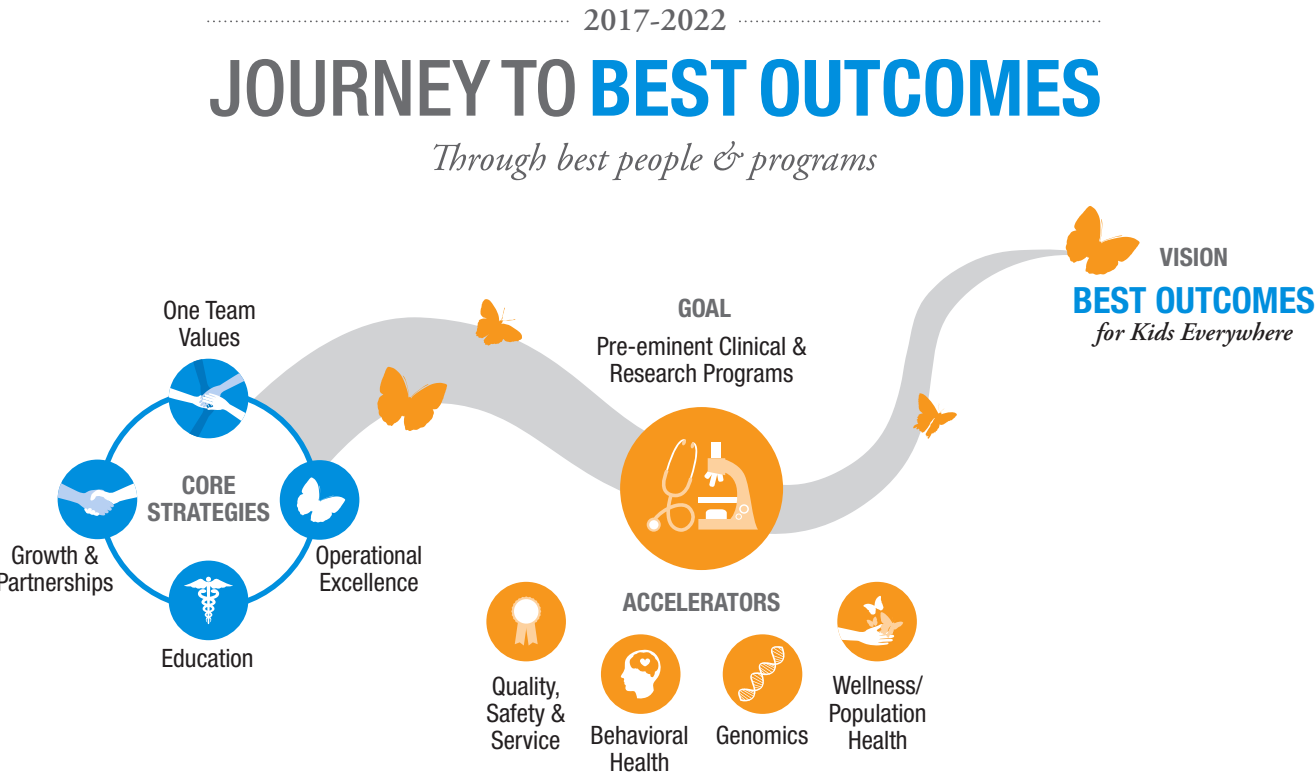 2017-2022
JOURNEY TO BEST OUTCOMES
Through best people & programs
One Team
Values
CORE
STRATEGIES
Growth &
Partnerships
Operational
Excellence
Education
GOAL
Pre-eminent Clinical &
Research Programs
ACCELERATORS
Quality,
Safety &
Service
Behavioral
Health
Genomics
Wellness/
Population
Health
VISION
BEST OUTCOMES
for Kids Everywhere